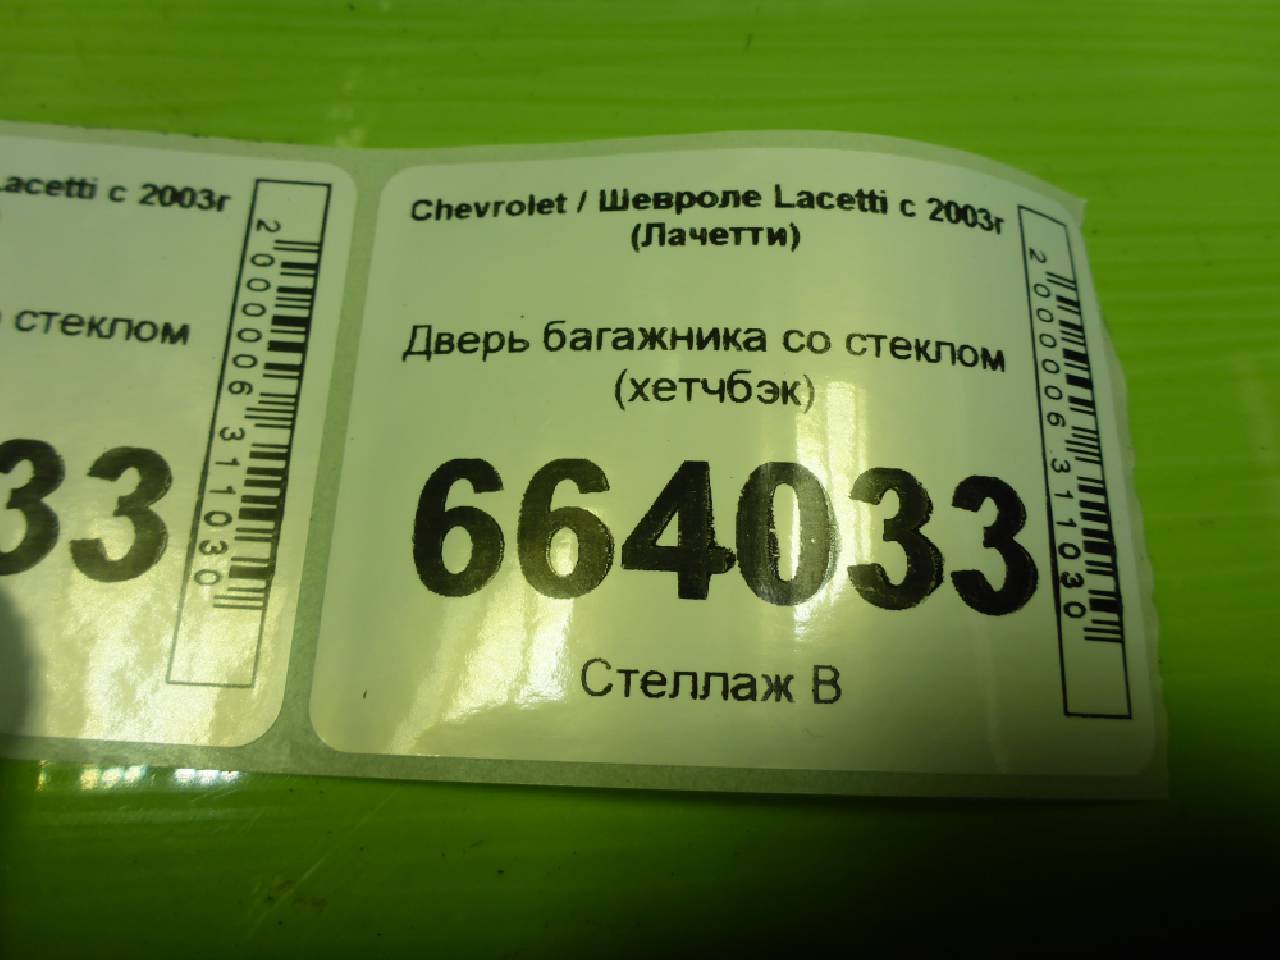 Lacetti с 2003г
стеклом
33
2000006311030
Chevrolet / Шевроле Lacetti с 2003г
(Лачетти)
Дверь багажника со стеклом
(хетчбэк)
664033
Стеллаж В
2000006311030